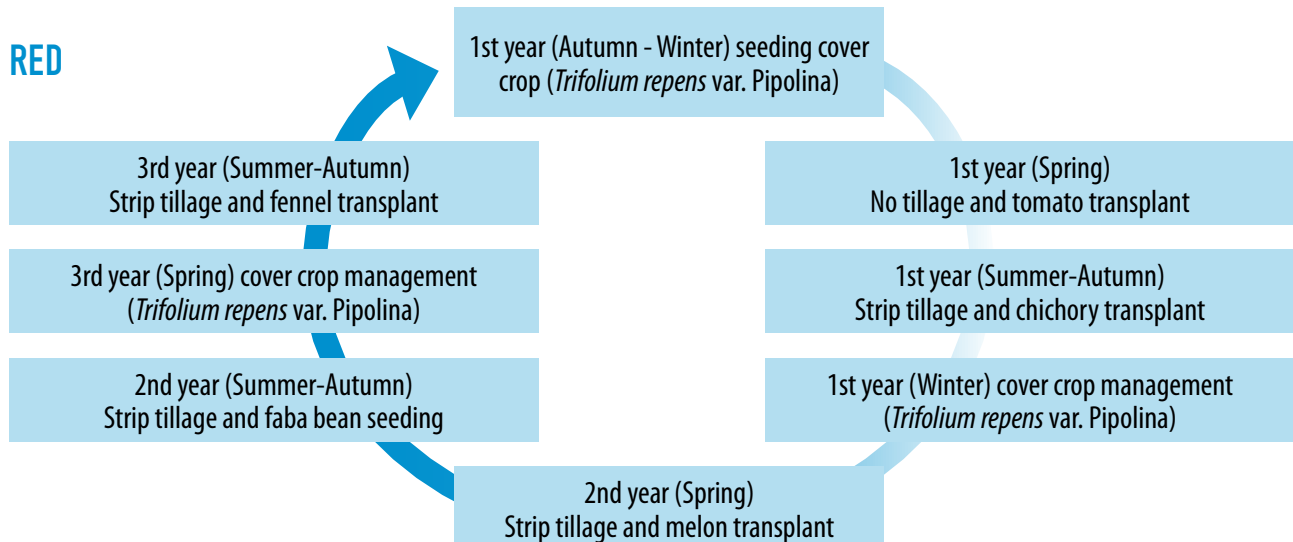 RED
1st year (Autumn - Winter) seeding cover
crop (Trifolium repens var. Pipolina)
1st year (Spring)
No tillage and tomato transplant
1st year (Summer-Autumn)
Strip tillage and chichory transplant
1st year (Winter) cover crop management
(Trifolium repens var. Pipolina)
2nd year (Spring)
Strip tillage and melon transplant
2nd year (Summer-Autumn)
Strip tillage and faba bean seeding
3rd year (Spring) cover crop management
(Trifolium repens var. Pipolina)
3rd year (Summer-Autumn)
Strip tillage and fennel transplant